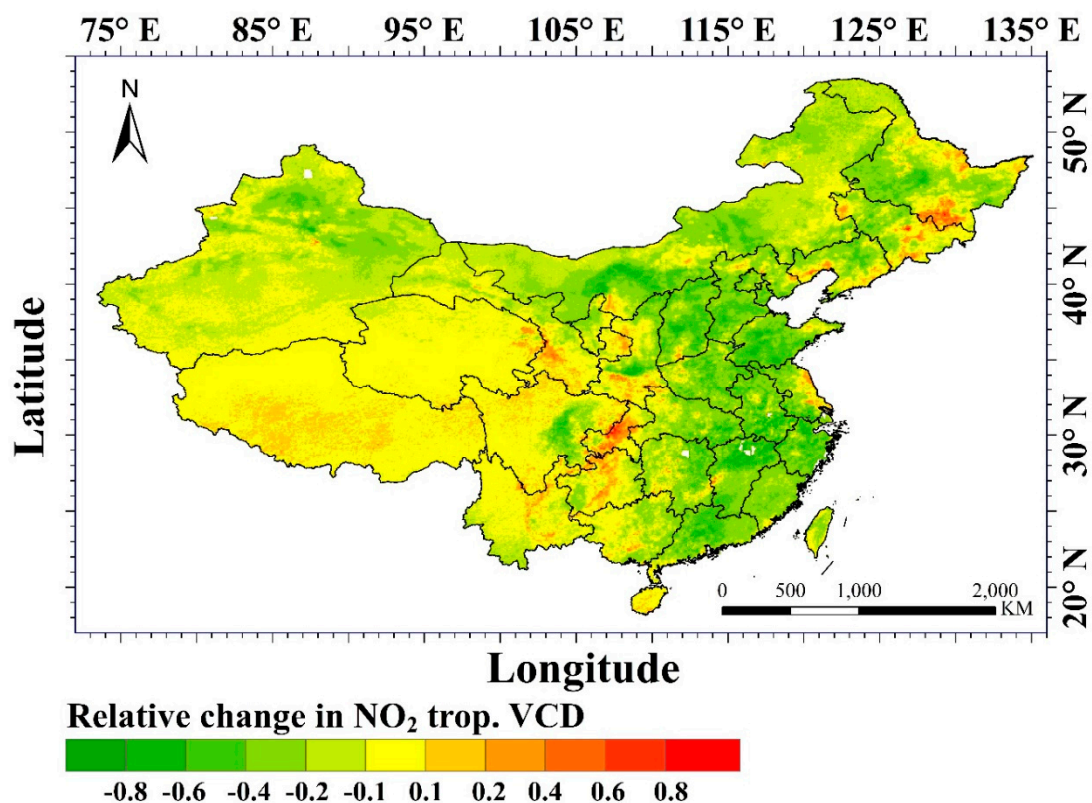 75° E 85° E 95° E 105° E 115° E 125° E 135° E
N
50° N
40° N
30° N
20° N
Latitude
0 500 1,000 2,000
KM
Longitude
Relative change in NO₂ trop. VCD
-0.8 -0.6 -0.4 -0.2 -0.1 0.1 0.2 0.4 0.6 0.8